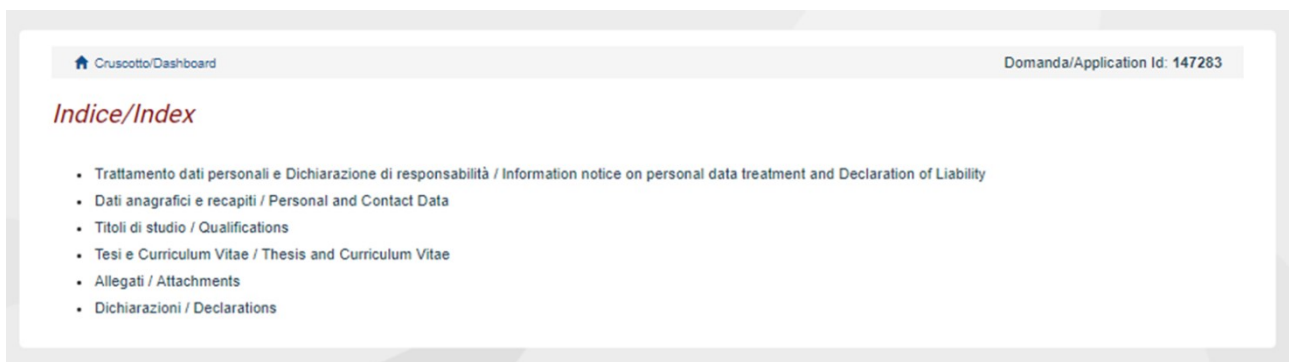 Cruscotto/Dashboard Domanda/Application Id: 147283
Indice/Index
Trattamento dati personali e Dichiarazione di responsabilità / Information notice on personal data treatment and Declaration of Liability
Dati anagrafici e recapiti / Personal and Contact Data
Titoli di studio / Qualifications
Tesi e Curriculum Vitae / Thesis and Curriculum Vitae
Allegati / Attachments
Dichiarazioni / Declarations